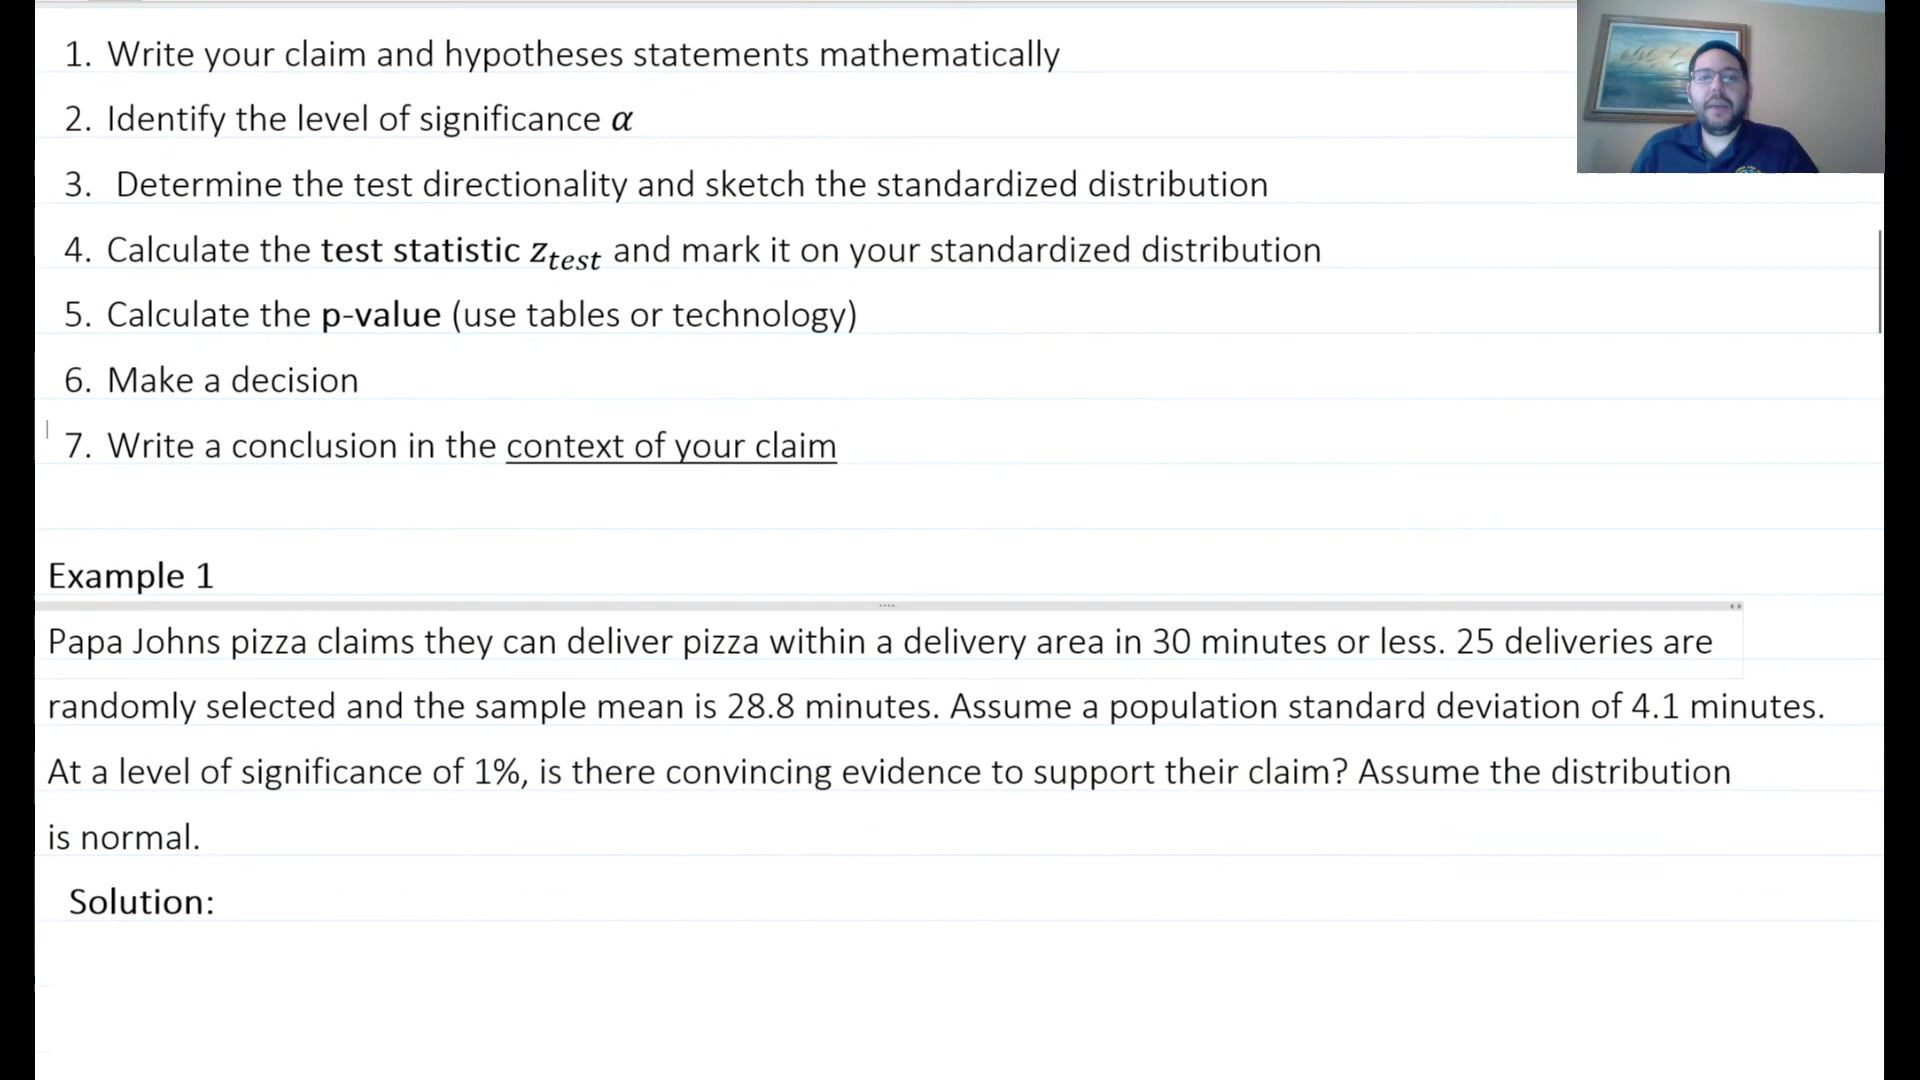 1. Write your claim and hypotheses statements mathematically
2. Identify the level of significance α
3. Determine the test directionality and sketch the standardized distribution
4. Calculate the test statistic z_test and mark it on your standardized distribution
5. Calculate the p-value (use tables or technology)
6. Make a decision
7. Write a conclusion in the context of your claim
Example 1
Papa Johns pizza claims they can deliver pizza within a delivery area in 30 minutes or less. 25 deliveries are
randomly selected and the sample mean is 28.8 minutes. Assume a population standard deviation of 4.1 minutes.
At a level of significance of 1%, is there convincing evidence to support their claim? Assume the distribution
is normal.
Solution: